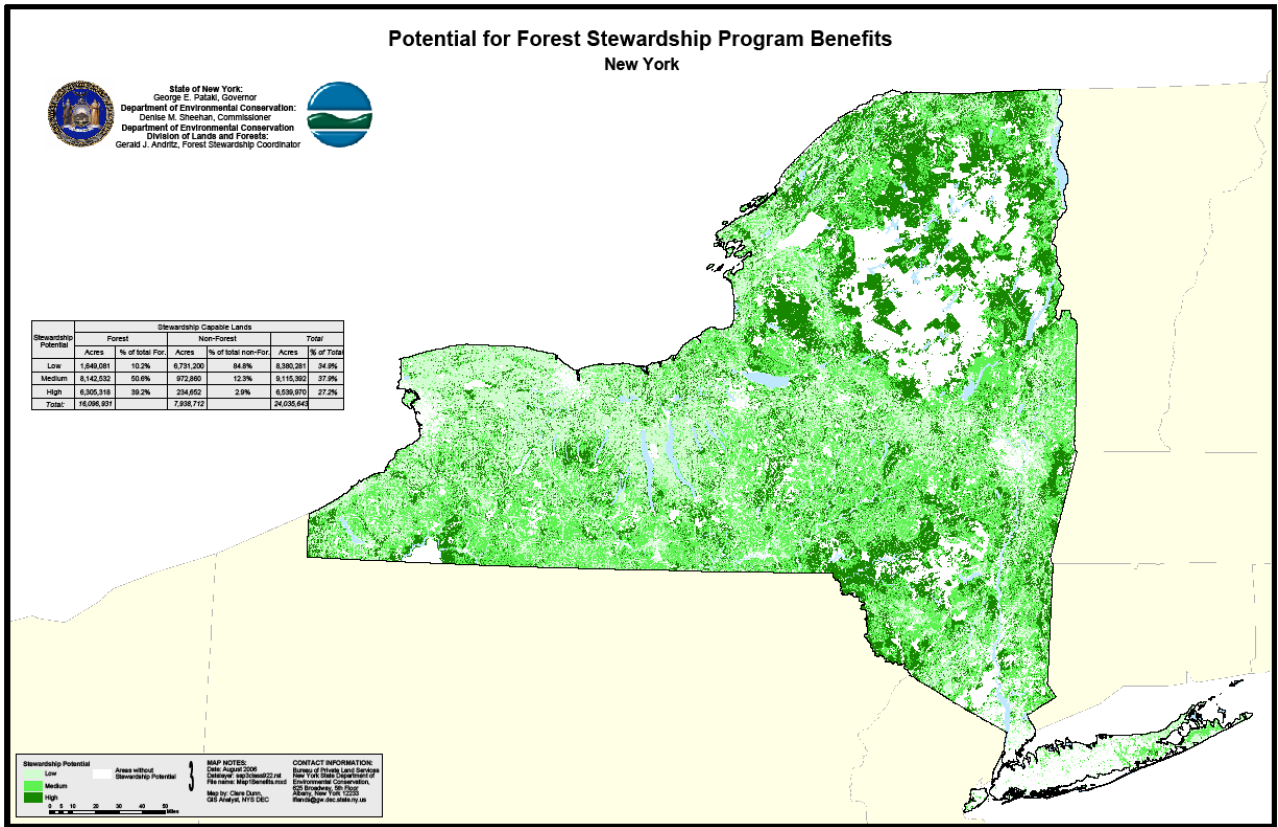 Potential for Forest Stewardship Program Benefits
New York
State of New York:
George E. Pataki, Governor
Department of Environmental Conservation:
Denise M. Sheehan, Commissioner
Department of Environmental Conservation
Division of Lands and Forests:
Gerald J. Andritz, Forest Stewardship Coordinator
Stewardship Potential Stewardship Capable Lands
Forest Non-Forest Total
Acres % of total For. Acres % of total non-For. Acres % of Total
Low 1,649,081 10.2% 6,731,200 84.8% 8,380,281 34.9%
Medium 8,142,532 50.6% 972,860 12.3% 9,115,392 37.9%
High 6,305,318 39.2% 234,652 2.9% 6,539,970 27.2%
Total: 16,096,931 7,938,712 24,035,643
Stewardship Potential
Low
Medium
High
Areas without
Stewardship Potential
0 5 10 20 30 40 50
Miles
3
MAP NOTES:
Date: August 2006
Datalayer:
File name: Map1Benefits.mxd
Map by: Clare Dunn,
GIS Analyst, NYS DEC
CONTACT INFORMATION:
Bureau of Private Land Services
New York State Department of
Environmental Conservation,
625 Broadway, 5th Floor
Albany, New York 12233